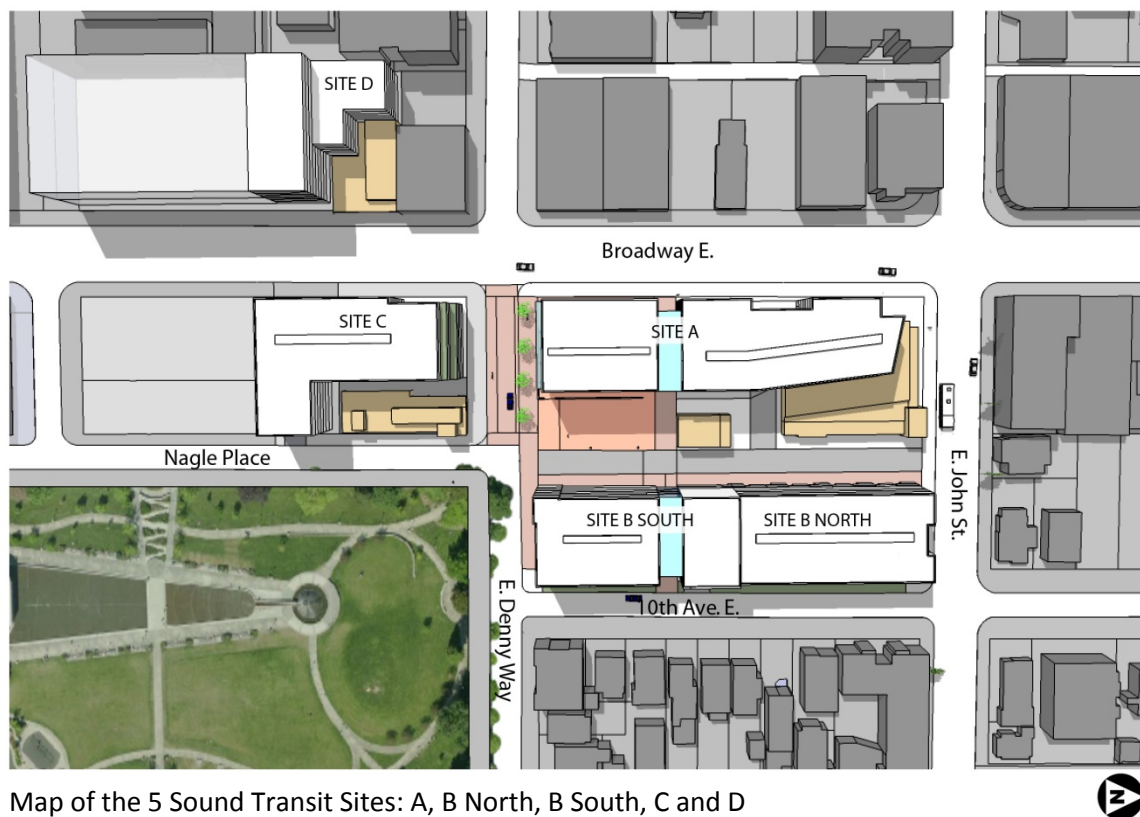 SITE D
Broadway E.
SITE C
SITE A
Nagle Place
E. John St.
SITE B SOUTH
SITE B NORTH
E. Denny Way
10th Ave. E.
Map of the 5 Sound Transit Sites: A, B North, B South, C and D
N